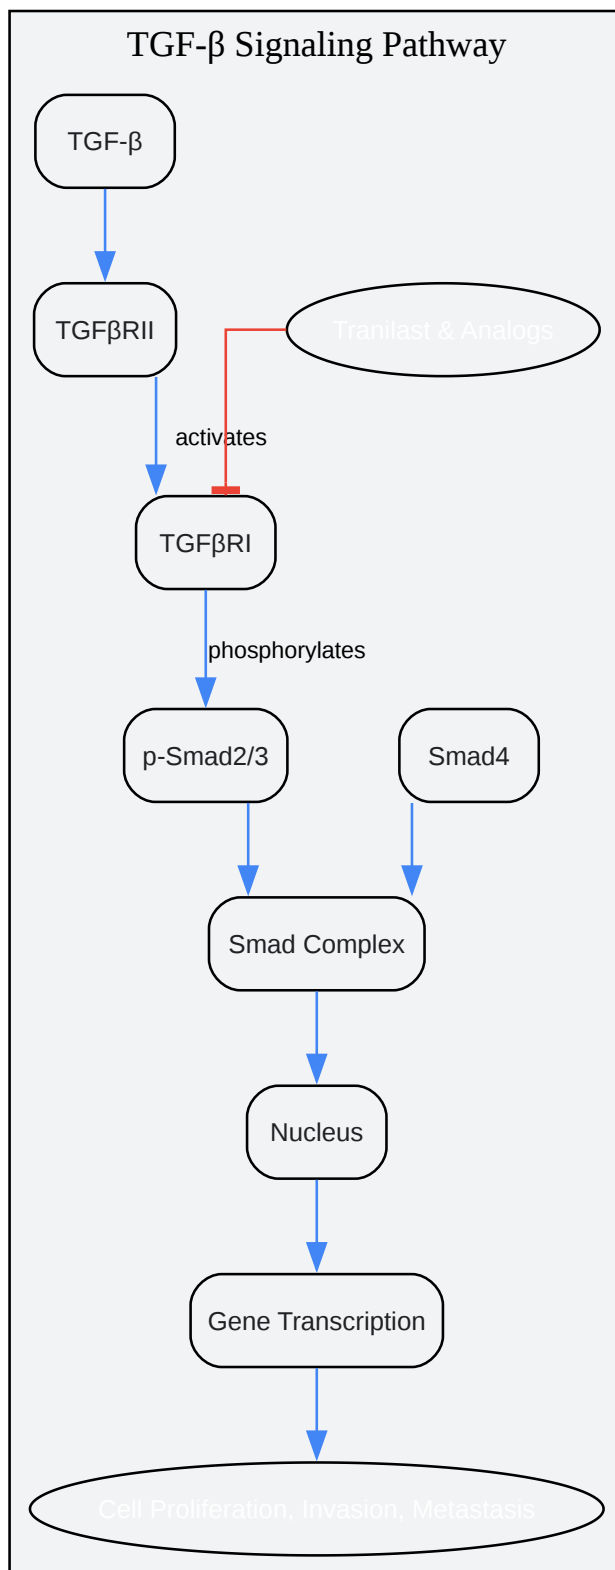 TGF-β Signaling Pathway
TGF-β
TGFβRII
Tranilast & Analogs
activates
TGFβRI
phosphorylates
p-Smad2/3
Smad4
Smad Complex
Nucleus
Gene Transcription
Cell Proliferation, Invasion, Metastasis